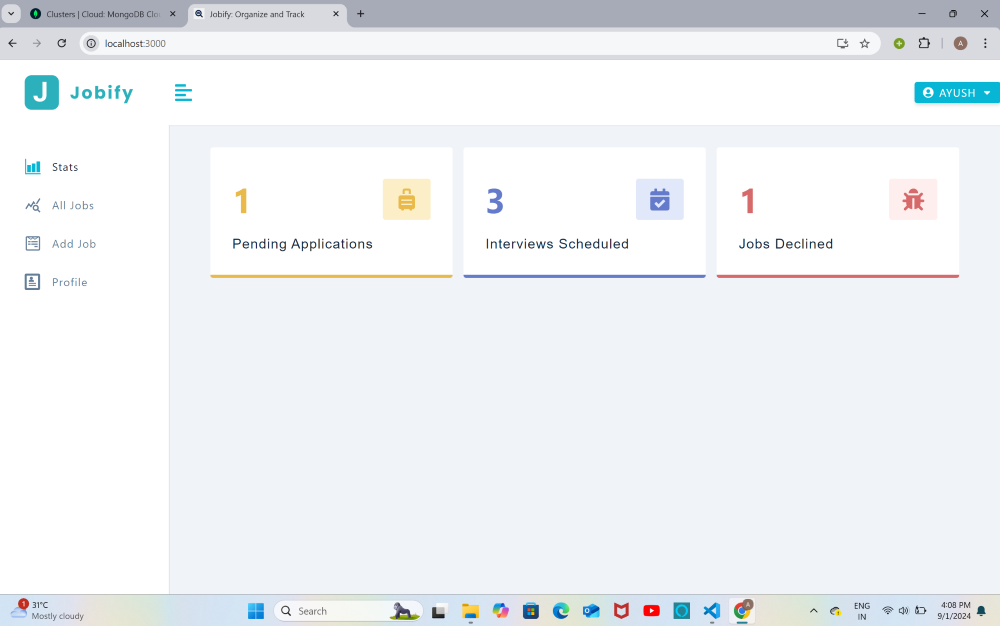 Clusters | Cloud: MongoDB Clo
Jobify: Organize and Track
localhost:3000
A
J Jobify
AYUSH
Stats
All Jobs
Add Job
Profile
1
Pending Applications
3
Interviews Scheduled
1
Jobs Declined
1
31°C
Mostly cloudy
Search
A
ENG
IN
4:08 PM
9/1/2024